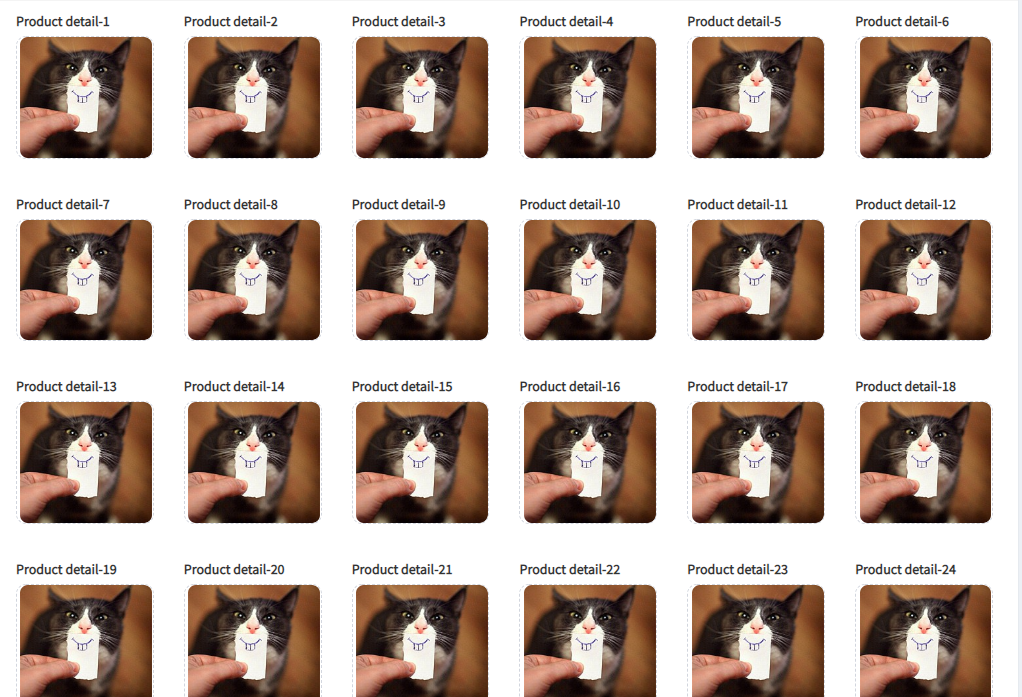 Product detail-1 Product detail-2 Product detail-3 Product detail-4 Product detail-5 Product detail-6
Product detail-7 Product detail-8 Product detail-9 Product detail-10 Product detail-11 Product detail-12
Product detail-13 Product detail-14 Product detail-15 Product detail-16 Product detail-17 Product detail-18
Product detail-19 Product detail-20 Product detail-21 Product detail-22 Product detail-23 Product detail-24